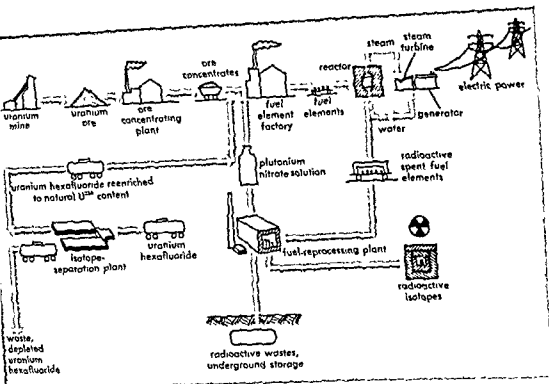 steam
steam
turbine
ore
concentrates
reactor
electric power
uranium
mine
uranium
ore
ore
concentrating
plant
fuel
element
factory
fuel
elements
generator
water
plutonium
nitrate solution
radioactive
spent fuel
elements
uranium hexafluoride reenriched
to natural
content
isotope-
separation plant
uranium
hexafluoride
fuel-reprocessing plant
radioactive
isotopes
waste,
depleted
uranium
hexafluoride
radioactive wastes,
underground storage